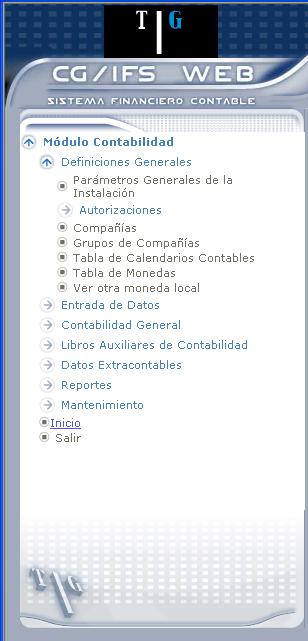 T G
CG/IFS WEB
SISTEMA FINANCIERO CONTABLE
Módulo Contabilidad
Definiciones Generales
Parámetros Generales de la
Instalación
Autorizaciones
Compañías
Grupos de Compañías
Tabla de Calendarios Contables
Tabla de Monedas
Ver otra moneda local
Entrada de Datos
Contabilidad General
Libros Auxiliares de Contabilidad
Datos Extracontables
Reportes
Mantenimiento
Inicio
Salir
TG